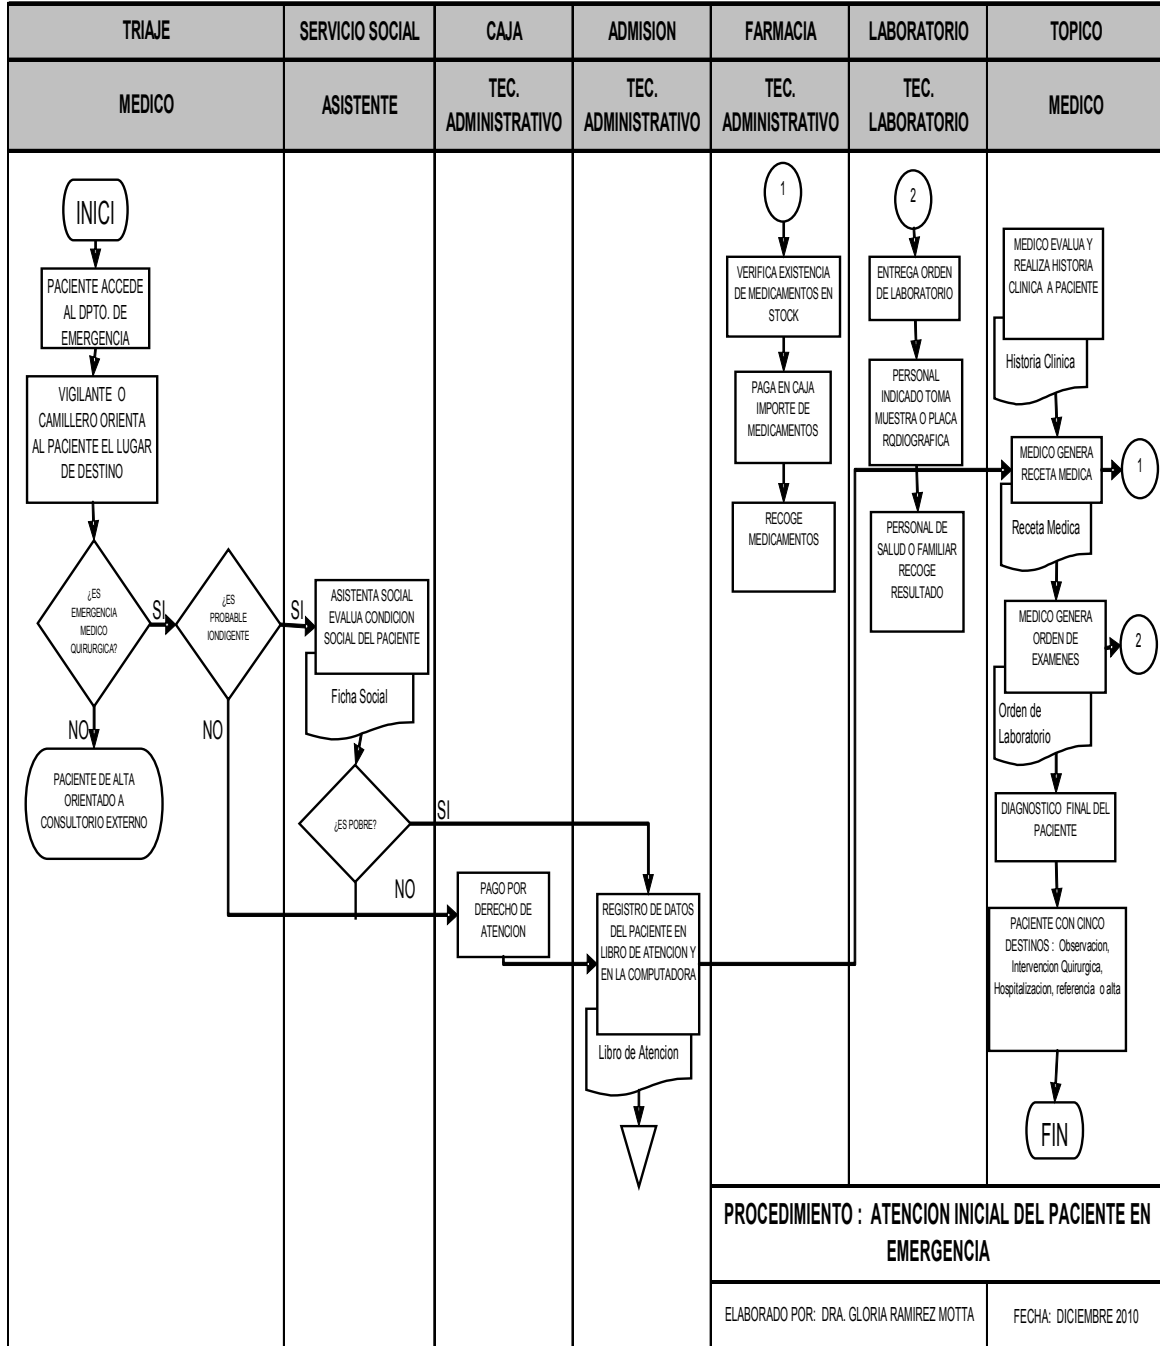 TRIAJE
SERVICIO SOCIAL
CAJA
ADMISION
FARMACIA
LABORATORIO
TOPICO
MEDICO
ASISTENTE
TEC.
ADMINISTRATIVO
TEC.
ADMINISTRATIVO
TEC.
ADMINISTRATIVO
TEC.
LABORATORIO
MEDICO
INICI
PACIENTE ACCEDE
AL DPTO. DE
EMERGENCIA
VIGILANTE O
CAMILLERO ORIENTA
AL PACIENTE EL LUGAR
DE DESTINO
¿ES
EMERGENCIA
MEDICO
QUIRURGICA?
SI
NO
PACIENTE DE ALTA
ORIENTADO A
CONSULTORIO EXTERNO
¿ES
PROBABLE
IONDIGENTE
SI
NO
ASISTENTA SOCIAL
EVALUA CONDICION
SOCIAL DEL PACIENTE
Ficha Social
¿ES POBRE?
SI
NO
PAGO POR
DERECHO DE
ATENCION
REGISTRO DE DATOS
DEL PACIENTE EN
LIBRO DE ATENCION Y
EN LA COMPUTADORA
Libro de Atencion
1
VERIFICA EXISTENCIA
DE MEDICAMENTOS EN
STOCK
PAGA EN CAJA
IMPORTE DE
MEDICAMENTOS
RECOGE
MEDICAMENTOS
2
ENTREGA ORDEN
DE LABORATORIO
PERSONAL
INDICADO TOMA
MUESTRA O PLACA
RQDIOGRAFICA
PERSONAL DE
SALUD O FAMILIAR
RECOGE
RESULTADO
MEDICO EVALUA Y
REALIZA HISTORIA
CLINICA A PACIENTE
Historia Clinica
MEDICO GENERA
RECETA MEDICA
1
Receta Medica
MEDICO GENERA
ORDEN DE
EXAMENES
2
Orden de
Laboratorio
DIAGNOSTICO FINAL DEL
PACIENTE
PACIENTE CON CINCO
DESTINOS : Observacion,
Intervencion Quirurgica,
Hospitalizacion, referencia o alta
FIN
PROCEDIMIENTO : ATENCION INICIAL DEL PACIENTE EN
EMERGENCIA
ELABORADO POR: DRA. GLORIA RAMIREZ MOTTA
FECHA: DICIEMBRE 2010